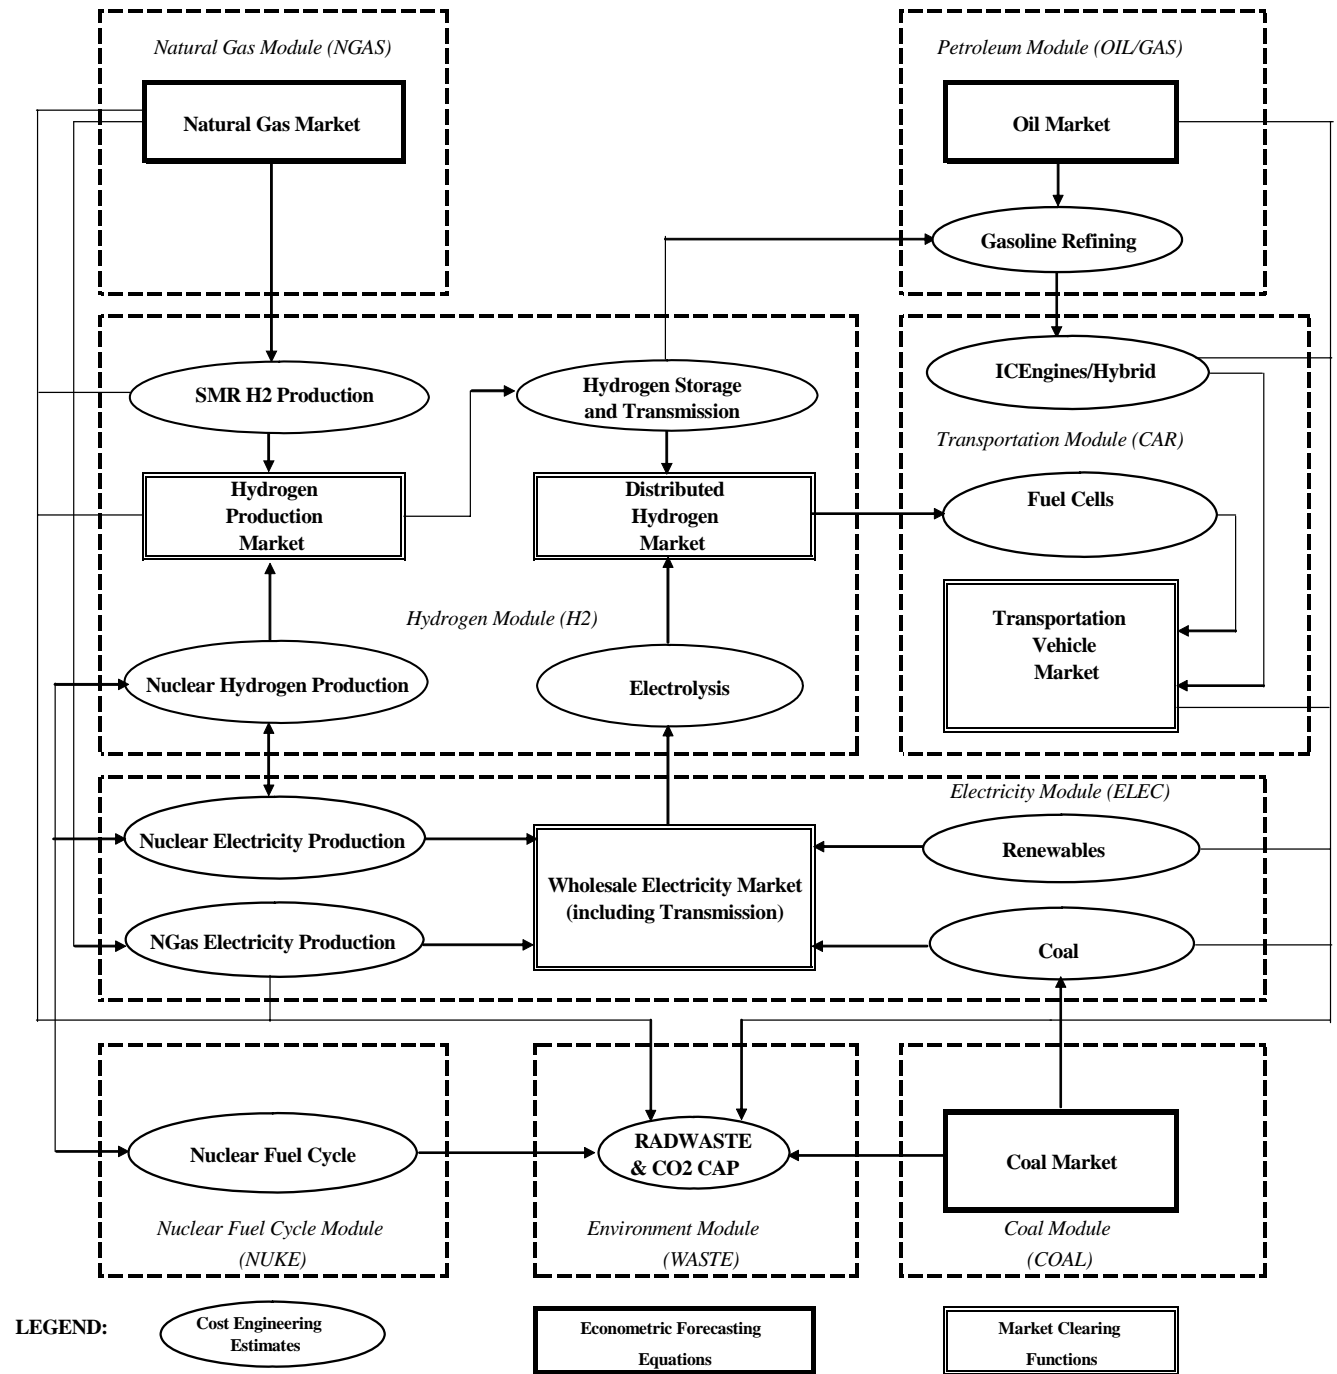 Natural Gas Module (NGAS)
Petroleum Module (OIL/GAS)
Natural Gas Market
Oil Market
Gasoline Refining
SMR H2 Production
Hydrogen Storage
and Transmission
ICEngines/Hybrid
Transportation Module (CAR)
Hydrogen
Production
Market
Distributed
Hydrogen
Market
Fuel Cells
Hydrogen Module (H2)
Transportation
Vehicle
Market
Nuclear Hydrogen Production
Electrolysis
Electricity Module (ELEC)
Nuclear Electricity Production
Wholesale Electricity Market
(including Transmission)
Renewables
NGas Electricity Production
Coal
Nuclear Fuel Cycle
RADWASTE
& CO2 CAP
Coal Market
Nuclear Fuel Cycle Module
(NUKE)
Environment Module
(WASTE)
Coal Module
(COAL)
LEGEND:
Cost Engineering
Estimates
Econometric Forecasting
Equations
Market Clearing
Functions